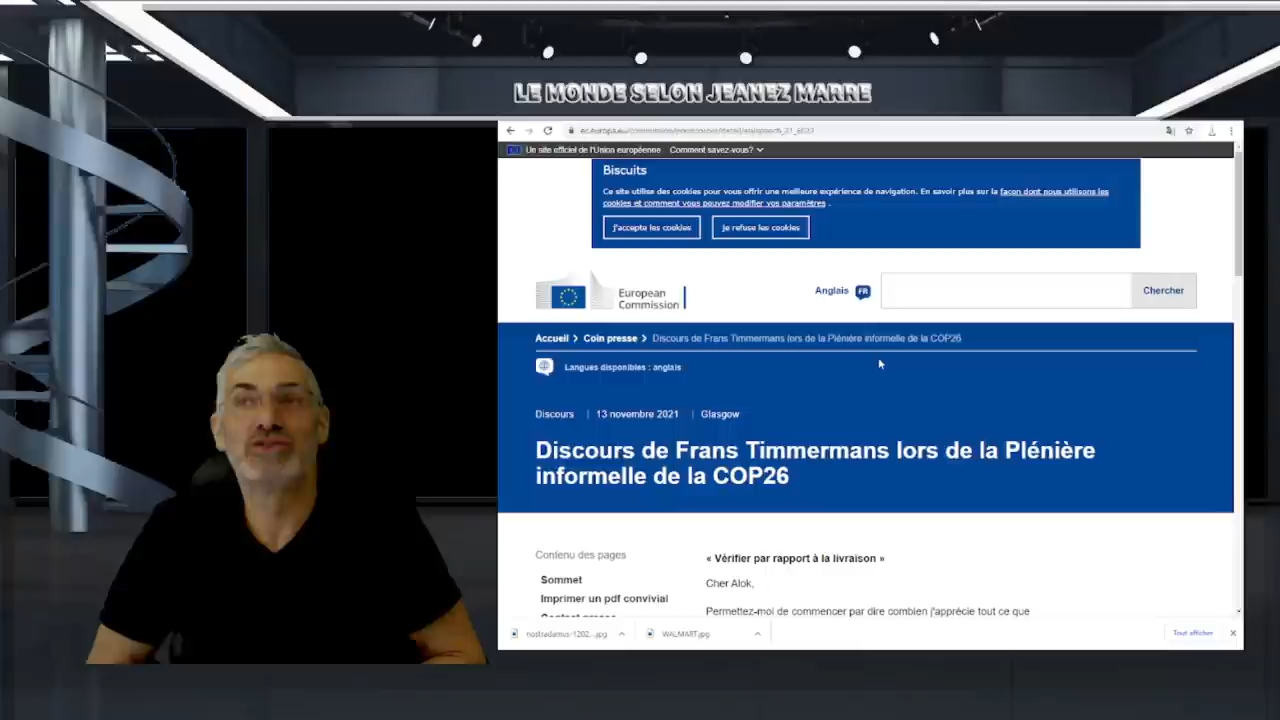 LE MONDE SELON JEANEZ MARRE
Un site officiel de l'Union européenne Comment savez-vous?
Biscuits
Ce site utilise des cookies pour vous offrir une meilleure expérience de navigation. En savoir plus sur la façon dont nous utilisons les
cookies et comment vous pouvez modifier vos paramètres .
J'accepte les cookies Je refuse les cookies
European
Commission
Anglais FR Chercher
Accueil > Coin presse > Discours de Frans Timmermans lors de la Plénière informelle de la COP26
Langues disponibles : anglais
Discours | 13 novembre 2021 | Glasgow
Discours de Frans Timmermans lors de la Plénière
informelle de la COP26
Contenu des pages
« Vérifier par rapport à la livraison »
Sommet
Cher Alok,
Imprimer un pdf convivial
Permettez-moi de commencer par dire combien j'apprécie tout ce que
nostradamus-1202...jpg WALMART.jpg Tout afficher